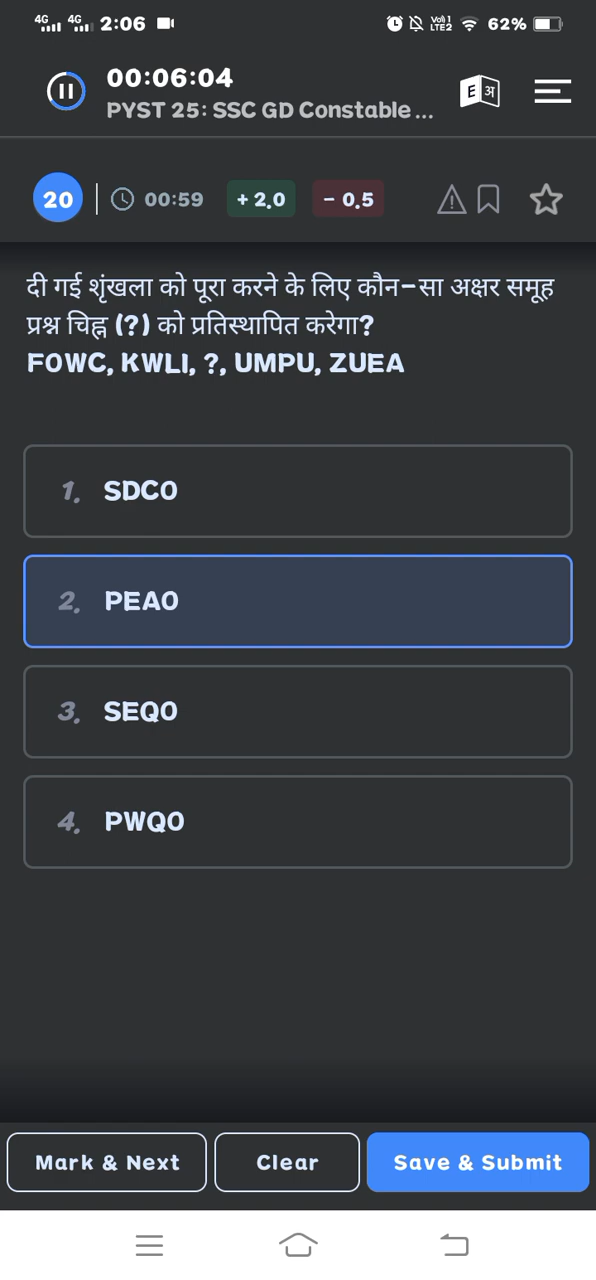 4G 4G 2:06 Vo)) 1 LTE2 62%
00:06:04
PYST 25: SSC GD Constable ...
E अ
20 00:59 + 2.0 - 0.5
दी गई शृंखला को पूरा करने के लिए कौन-सा अक्षर समूह
प्रश्न चिह्न (?) को प्रतिस्थापित करेगा?
FOWC, KWLI, ?, UMPU, ZUEA
1. SDCO
2. PEAO
3. SEQO
4. PWQO
Mark & Next Clear Save & Submit